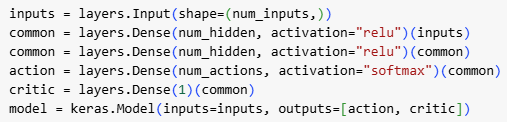 inputs = layers.Input(shape=(num_inputs,))
common = layers.Dense(num_hidden, activation="relu")(inputs)
common = layers.Dense(num_hidden, activation="relu")(common)
action = layers.Dense(num_actions, activation="softmax")(common)
critic = layers.Dense(1)(common)
model = keras.Model(inputs=inputs, outputs=[action, critic])